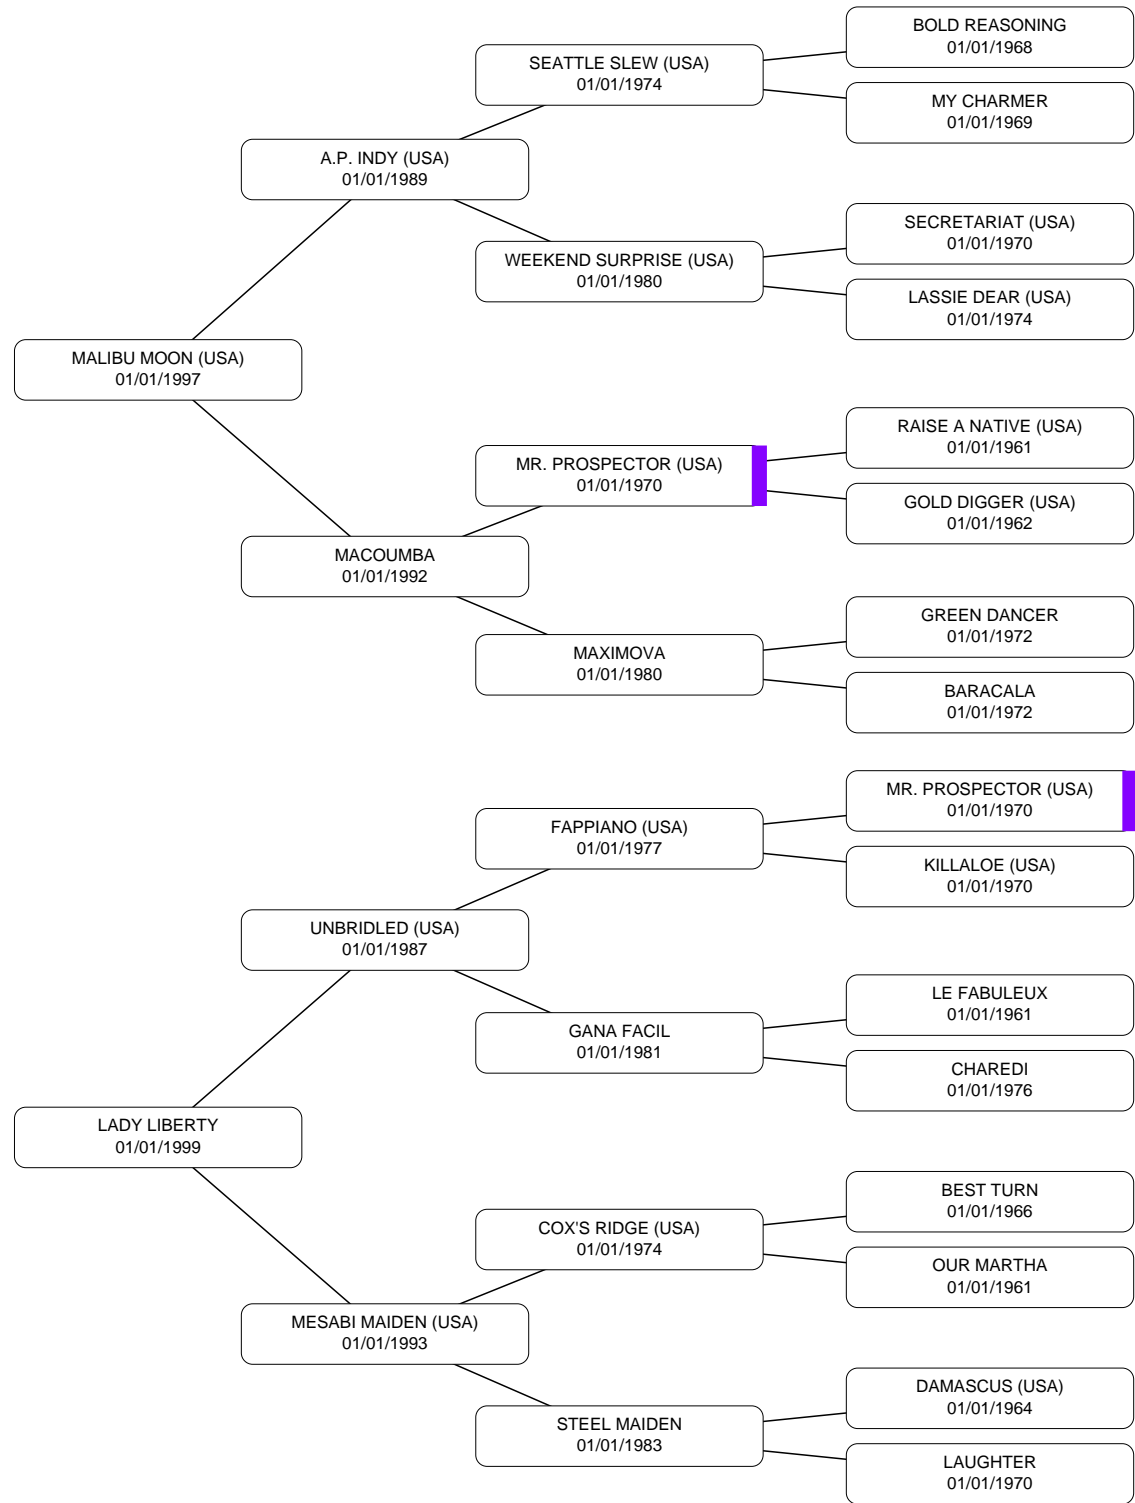 BOLD REASONING
01/01/1968
SEATTLE SLEW (USA)
01/01/1974
MY CHARMER
01/01/1969
A.P. INDY (USA)
01/01/1989
SECRETARIAT (USA)
01/01/1970
WEEKEND SURPRISE (USA)
01/01/1980
LASSIE DEAR (USA)
01/01/1974
MALIBU MOON (USA)
01/01/1997
RAISE A NATIVE (USA)
01/01/1961
MR. PROSPECTOR (USA)
01/01/1970
GOLD DIGGER (USA)
01/01/1962
MACOUMBA
01/01/1992
GREEN DANCER
01/01/1972
MAXIMOVA
01/01/1980
BARACALA
01/01/1972
MR. PROSPECTOR (USA)
01/01/1970
FAPPIANO (USA)
01/01/1977
KILLALOE (USA)
01/01/1970
UNBRIDLED (USA)
01/01/1987
LE FABULEUX
01/01/1961
GANA FACIL
01/01/1981
CHAREDI
01/01/1976
LADY LIBERTY
01/01/1999
BEST TURN
01/01/1966
COX'S RIDGE (USA)
01/01/1974
OUR MARTHA
01/01/1961
MESABI MAIDEN (USA)
01/01/1993
DAMASCUS (USA)
01/01/1964
STEEL MAIDEN
01/01/1983
LAUGHTER
01/01/1970